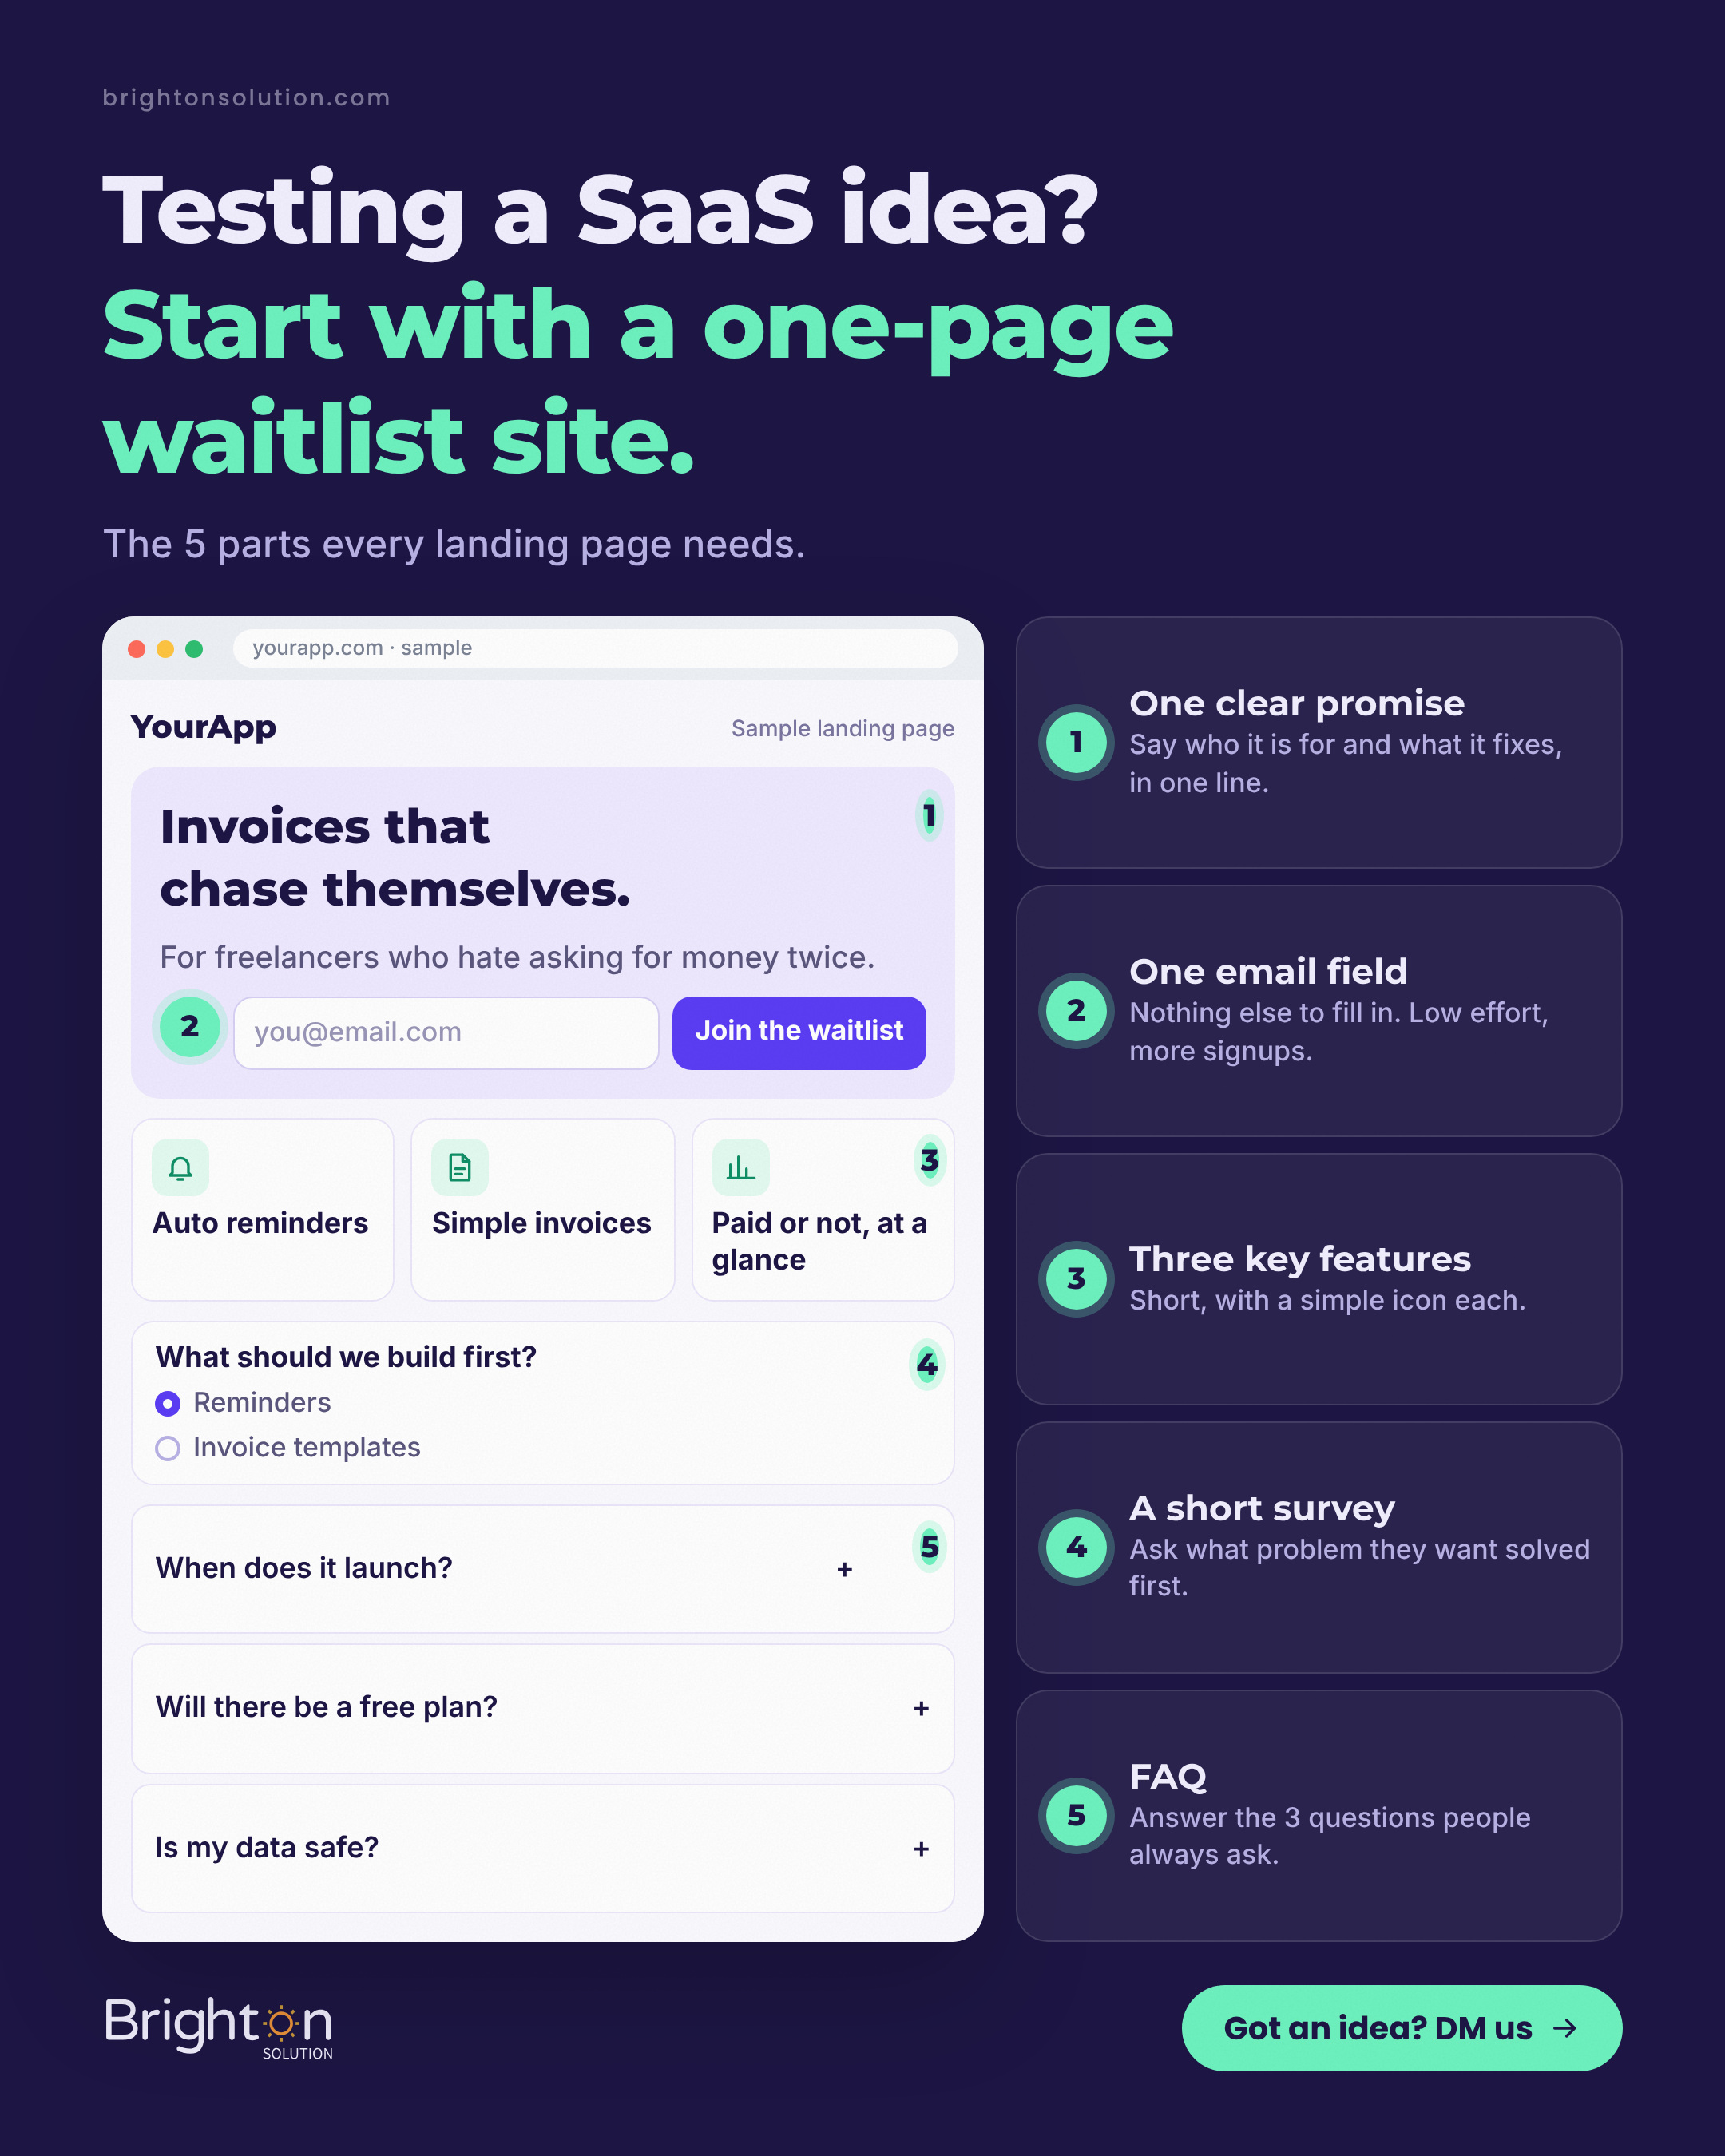 brightonsolution.com
Testing a SaaS idea?
Start with a one-page
waitlist site.
The 5 parts every landing page needs.
yourapp.com · sample
YourApp
Sample landing page
Invoices that
chase themselves.
1
For freelancers who hate asking for money twice.
2
you@email.com
Join the waitlist
Auto reminders
Simple invoices
3
Paid or not, at a
glance
What should we build first?
4
Reminders
Invoice templates
When does it launch?
+
5
Will there be a free plan?
+
Is my data safe?
+
1
One clear promise
Say who it is for and what it fixes,
in one line.
2
One email field
Nothing else to fill in. Low effort,
more signups.
3
Three key features
Short, with a simple icon each.
4
A short survey
Ask what problem they want solved
first.
5
FAQ
Answer the 3 questions people
always ask.
Brighton
SOLUTION
Got an idea? DM us →